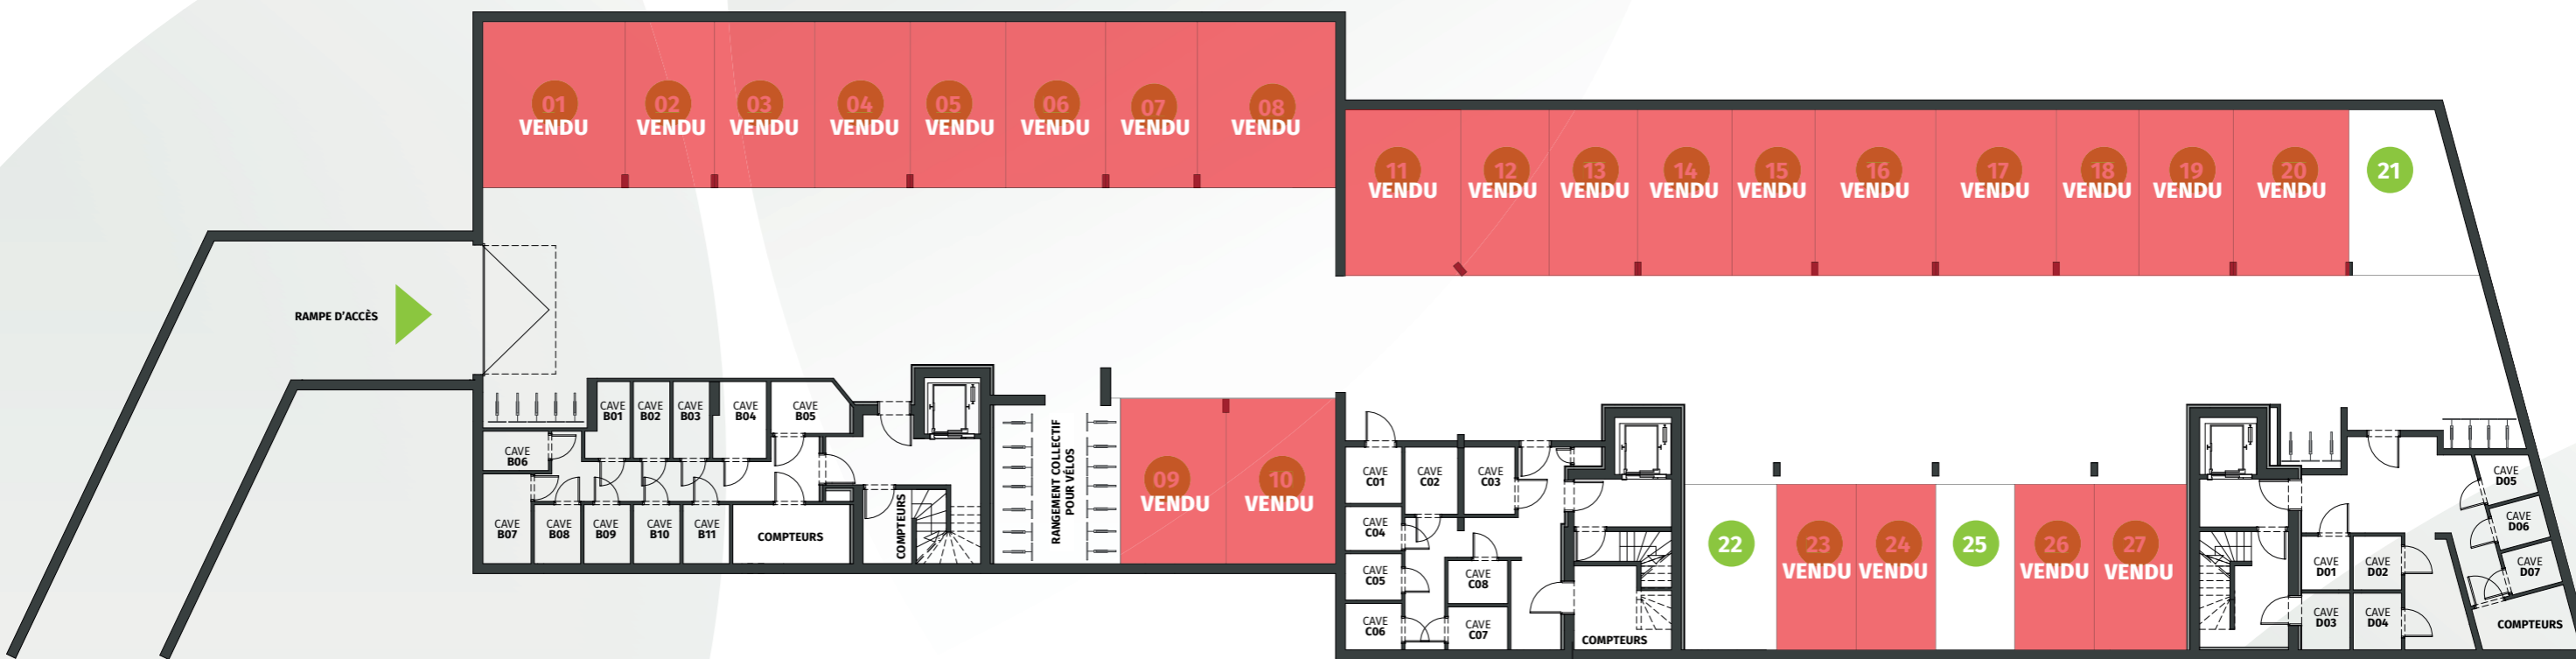 01
VENDU
02
VENDU
03
VENDU
04
VENDU
05
VENDU
06
VENDU
07
VENDU
08
VENDU
11
VENDU
12
VENDU
13
VENDU
14
VENDU
15
VENDU
16
VENDU
17
VENDU
18
VENDU
19
VENDU
20
VENDU
21
RAMPE D'ACCÈS
CAVE
B01
CAVE
B02
CAVE
B03
CAVE
B04
CAVE
B05
CAVE
B06
CAVE
B07
CAVE
B08
CAVE
B09
CAVE
B10
CAVE
B11
COMPTEURS
COMPTEURS
RANGEMENT COLLECTIF
POUR VÉLOS
09
VENDU
10
VENDU
CAVE
C01
CAVE
C02
CAVE
C03
CAVE
C04
CAVE
C05
CAVE
C06
CAVE
C08
CAVE
C07
COMPTEURS
22
23
VENDU
24
VENDU
25
26
VENDU
27
VENDU
CAVE
D05
CAVE
D06
CAVE
D07
CAVE
D01
CAVE
D02
CAVE
D03
CAVE
D04
COMPTEURS